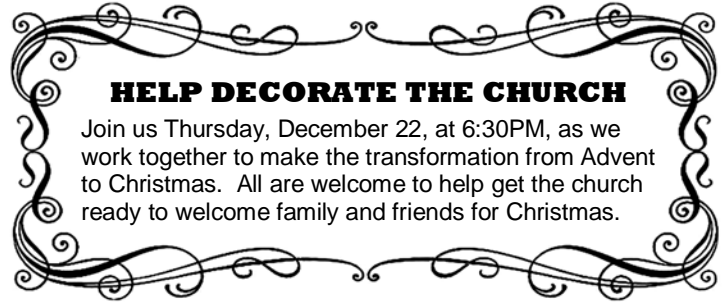 HELP DECORATE THE CHURCH
Join us Thursday, December 22, at 6:30PM, as we
work together to make the transformation from Advent
to Christmas.  All are welcome to help get the church
ready to welcome family and friends for Christmas.